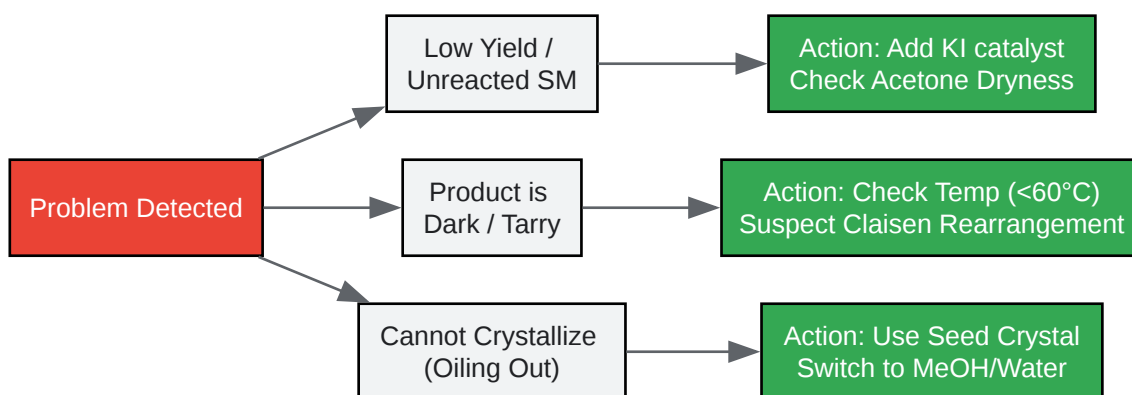 Problem Detected
Low Yield /
Unreacted SM
Action: Add KI catalyst
Check Acetone Dryness
Product is
Dark / Tarry
Action: Check Temp (<60°C)
Suspect Claisen Rearrangement
Cannot Crystallize
(Oiling Out)
Action: Use Seed Crystal
Switch to MeOH/Water